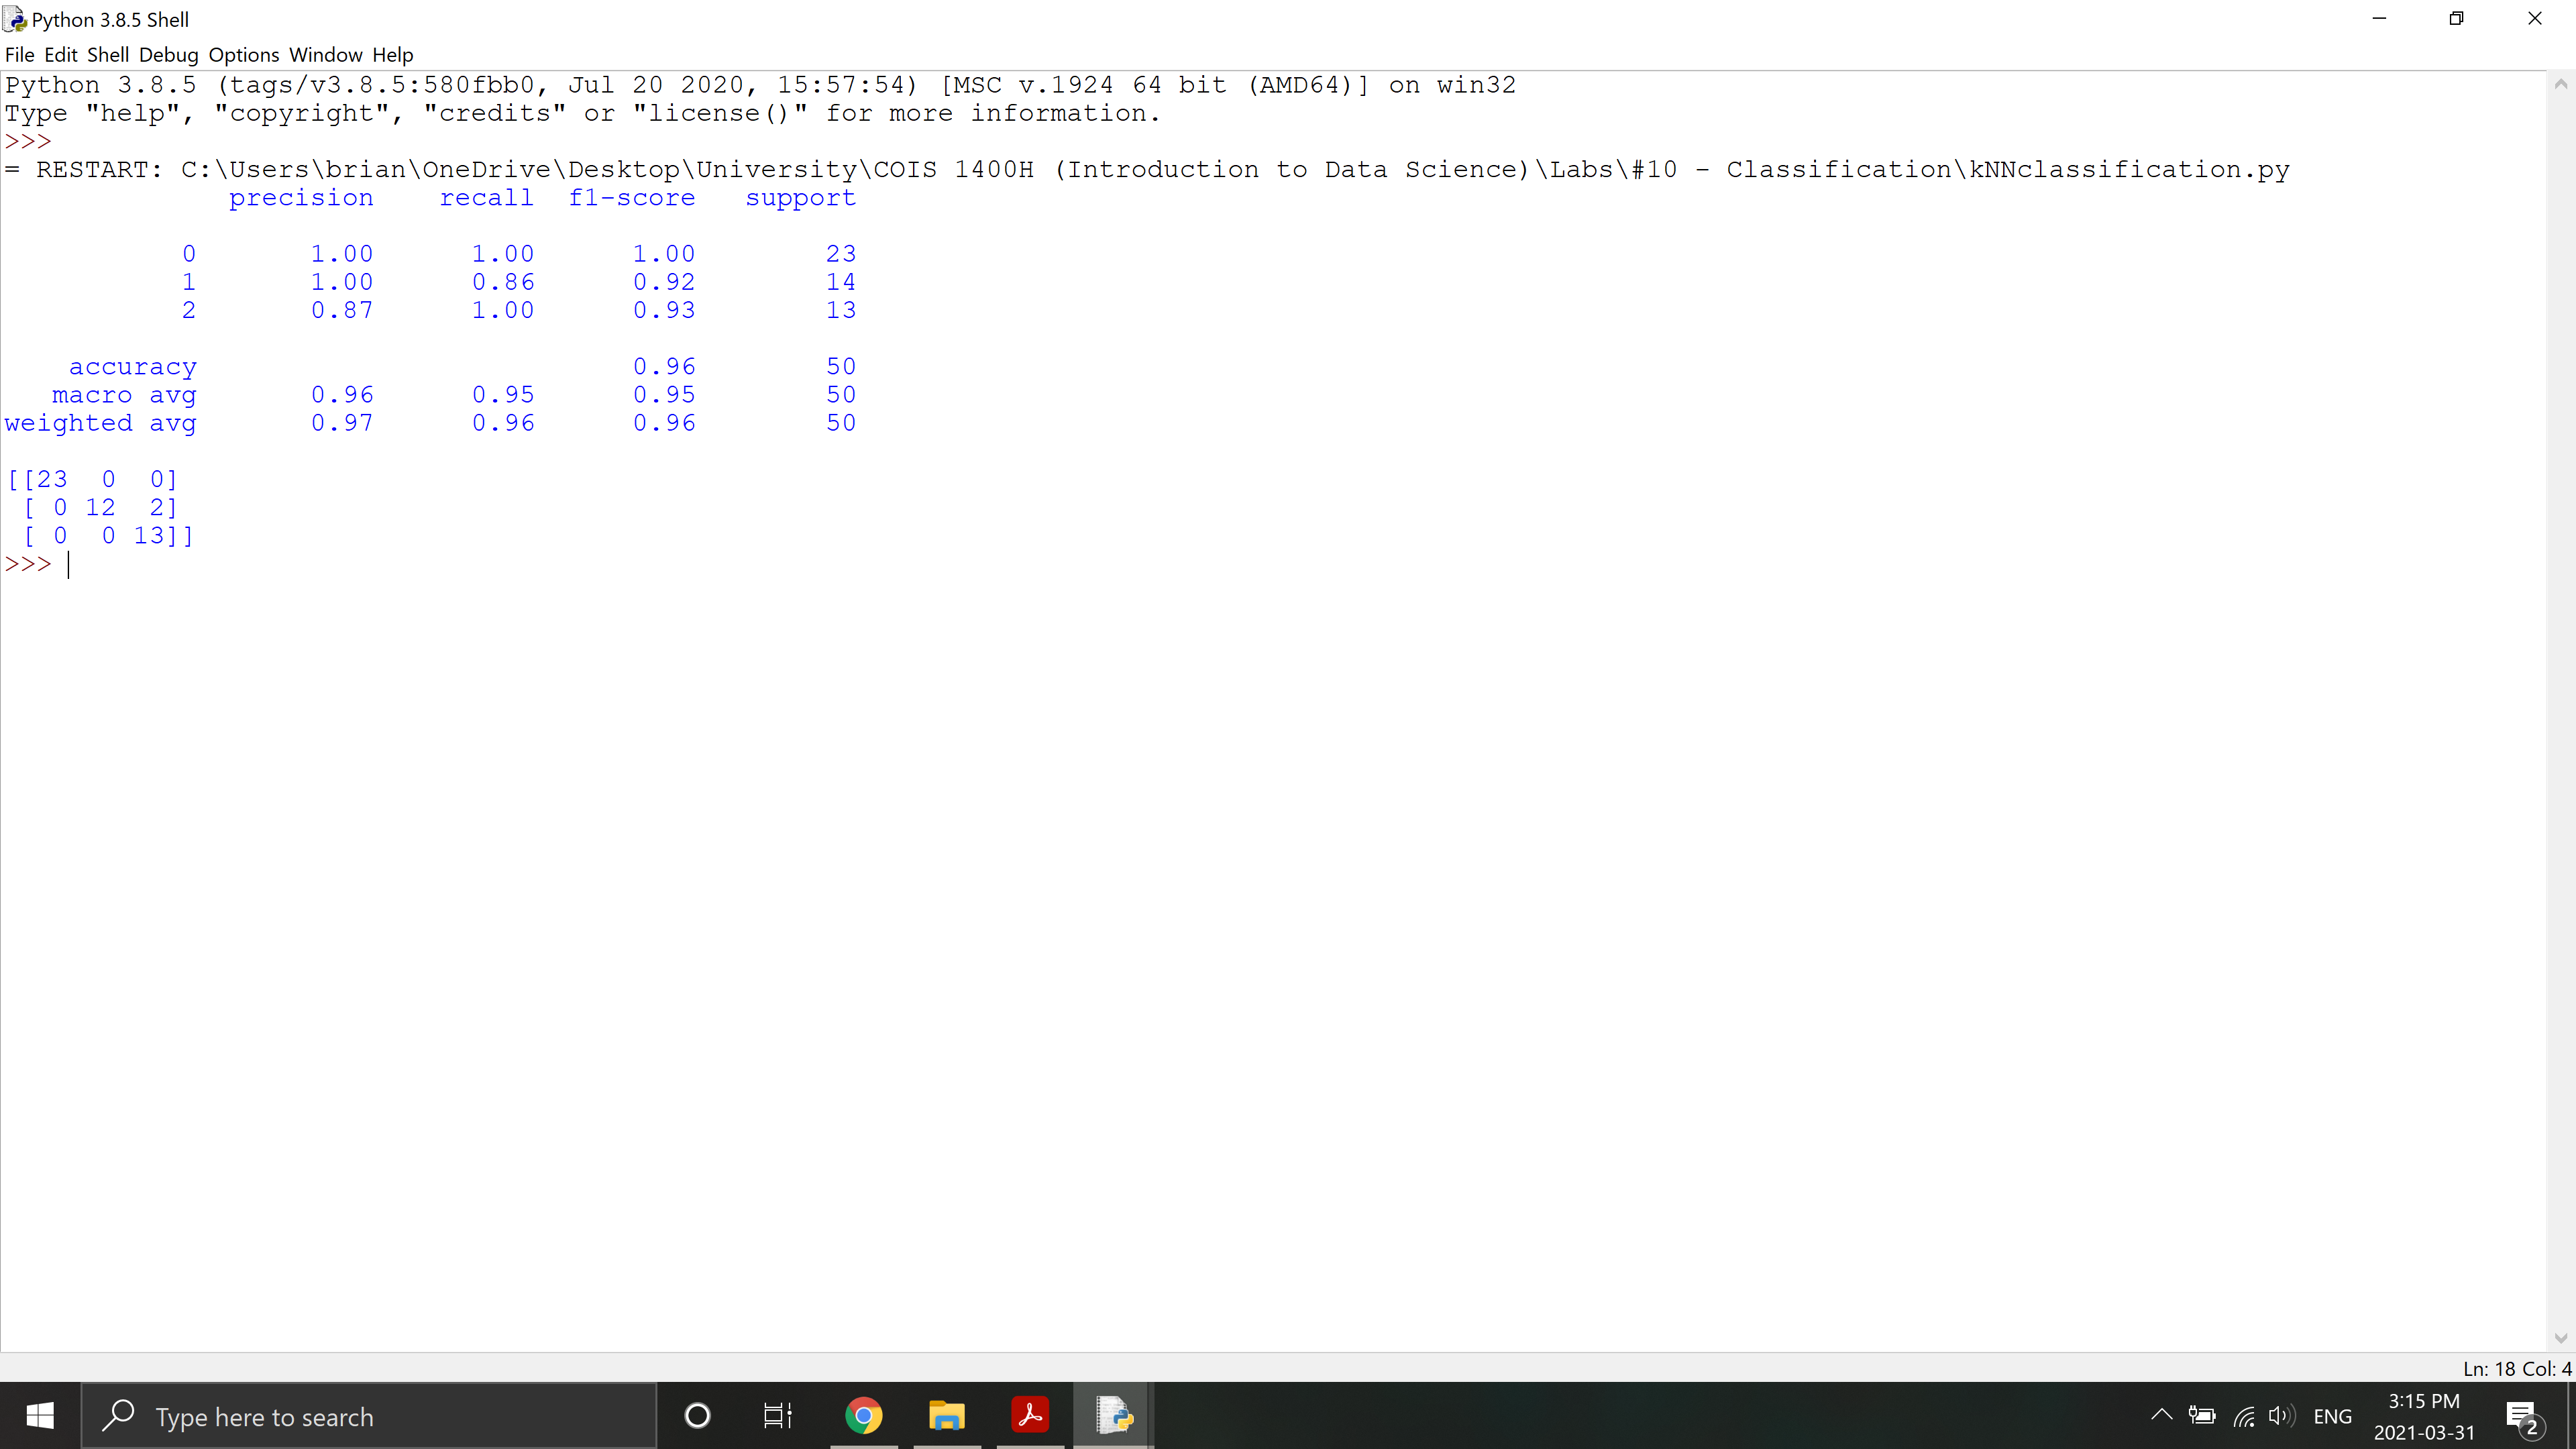 Python 3.8.5 Shell
File Edit Shell Debug Options Window Help
Python 3.8.5 (tags/v3.8.5:580fbb0, Jul 20 2020, 15:57:54) [MSC v.1924 64 bit (AMD64)] on win32
Type "help", "copyright", "credits" or "license()" for more information.
>>>
= RESTART: C:\Users\brian\OneDrive\Desktop\University\COIS 1400H (Introduction to Data Science)\Labs\#10 - Classification\kNNclassification.py
              precision    recall  f1-score   support
           0       1.00      1.00      1.00        23
           1       1.00      0.86      0.92        14
           2       0.87      1.00      0.93        13
    accuracy                           0.96        50
   macro avg       0.96      0.95      0.95        50
weighted avg       0.97      0.96      0.96        50
[[23  0  0]
 [ 0 12  2]
 [ 0  0 13]]
>>>
Ln: 18 Col: 4
Type here to search
ENG
3:15 PM
2021-03-31
2